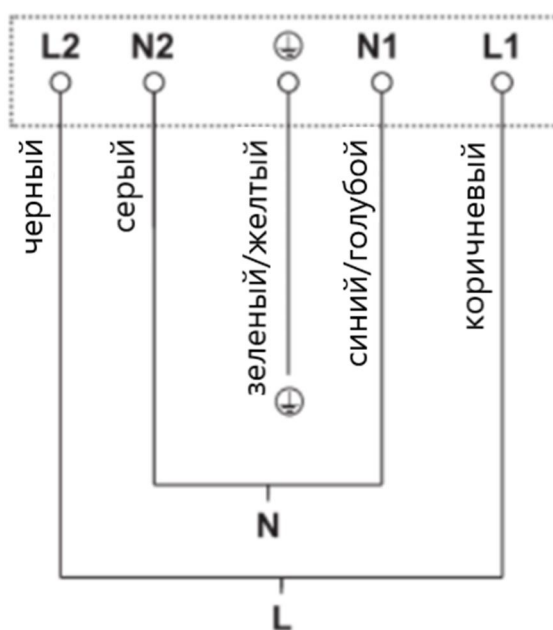 L2 N2 N1 L1
черный
серый
зеленый/желтый
синий/голубой
коричневый
N
L